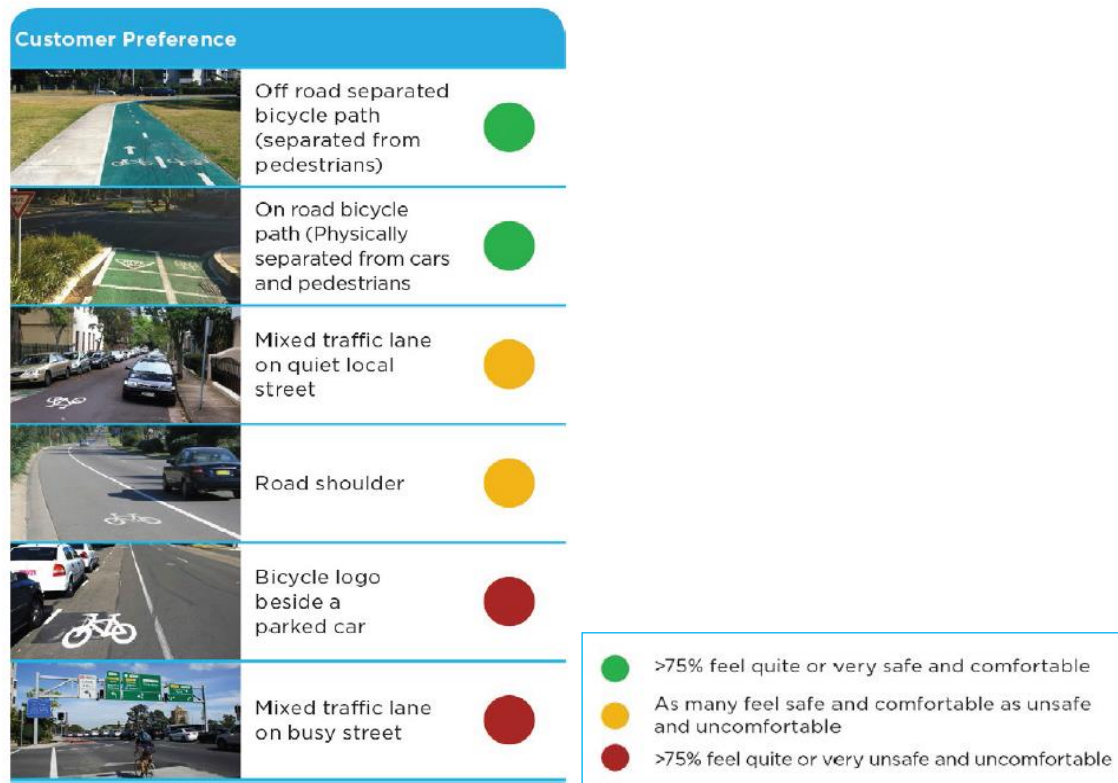 Customer Preference
Off road separated
bicycle path
(separated from
pedestrians)
On road bicycle
path (Physically
separated from cars
and pedestrians
Mixed traffic lane
on quiet local
street
Road shoulder
Bicycle logo
beside a
parked car
Mixed traffic lane
on busy street
>75% feel quite or very safe and comfortable
As many feel safe and comfortable as unsafe
and uncomfortable
>75% feel quite or very unsafe and uncomfortable